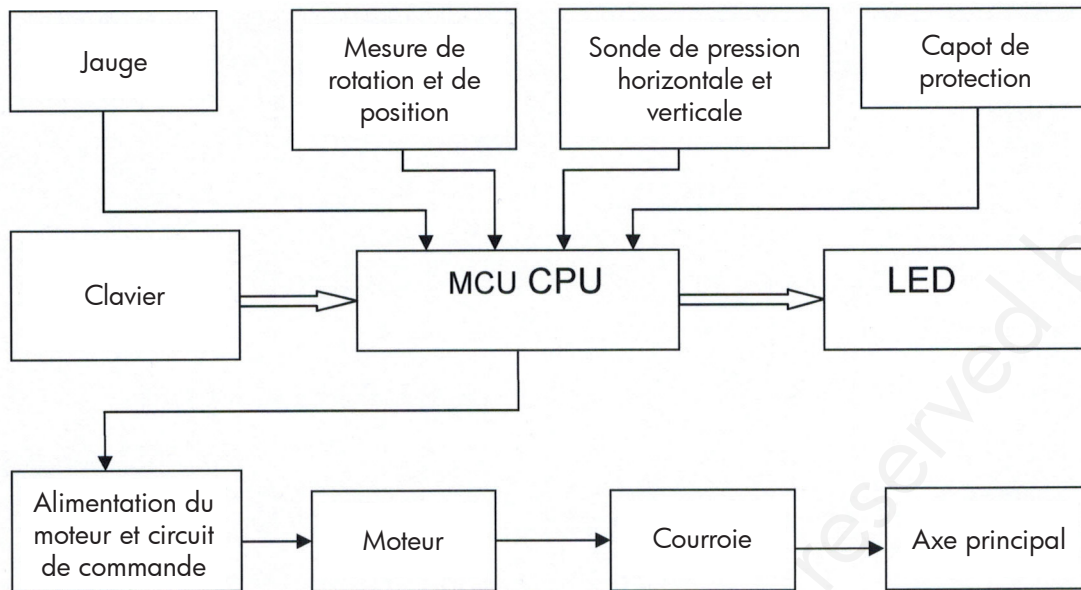 Jauge
Mesure de
rotation et de
position
Sonde de pression
horizontale et
verticale
Capot de
protection
Clavier
MCU CPU
LED
Alimentation du
moteur et circuit
de commande
Moteur
Courroie
Axe principal
reserved b